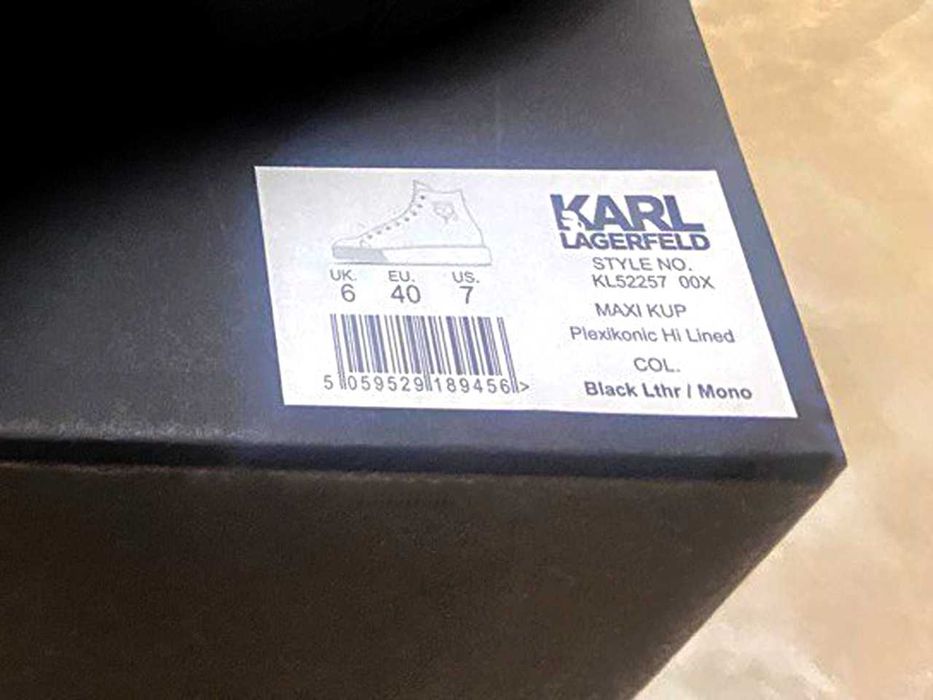 UK. EU. US.
6 40 7
5 059529 189456 >
KARL
LAGERFELD
STYLE NO.
KL52257 00X
MAXI KUP
Plexikonic Hi Lined
COL.
Black Lthr / Mono